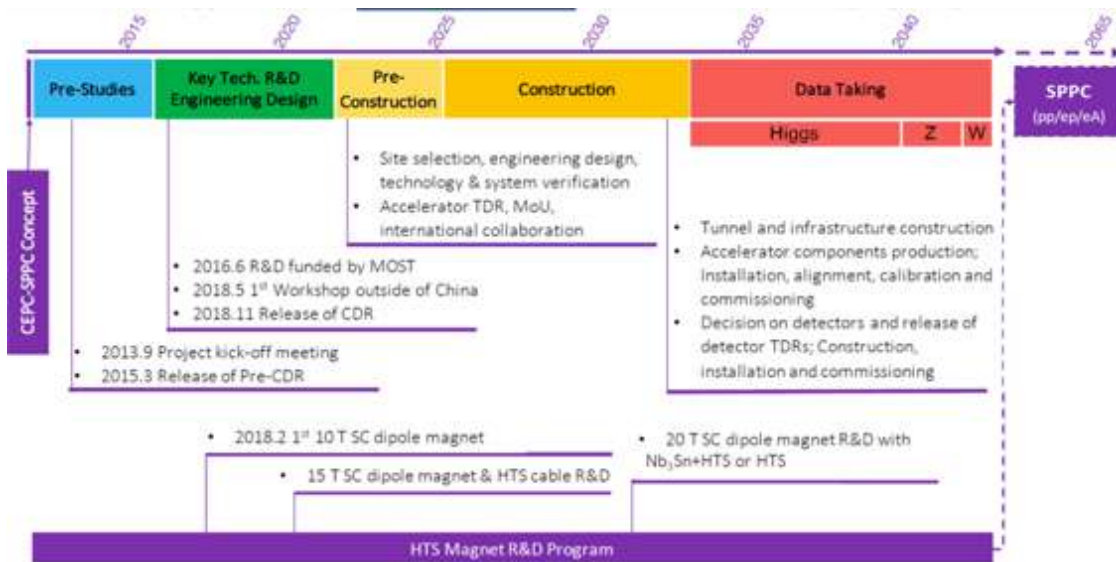 2015
2020
2025
2030
2035
2040
2065
Pre-Studies
Key Tech. R&D
Engineering Design
Pre-
Construction
Construction
Data Taking
SPPC
(pp/ep/eA)
Higgs
Z
W
CEPC-SPPC Concept
• Site selection, engineering design,
technology & system verification
• Accelerator TDR, MoU,
international collaboration
• Tunnel and infrastructure construction
• Accelerator components production;
Installation, alignment, calibration and
commissioning
• Decision on detectors and release of
detector TDRs; Construction,
installation and commissioning
• 2016.6 R&D funded by MOST
• 2018.5 1st Workshop outside of China
• 2018.11 Release of CDR
• 2013.9 Project kick-off meeting
• 2015.3 Release of Pre-CDR
• 2018.2 1st 10 T SC dipole magnet
• 15 T SC dipole magnet & HTS cable R&D
• 20 T SC dipole magnet R&D with
Nb3Sn+HTS or HTS
HTS Magnet R&D Program